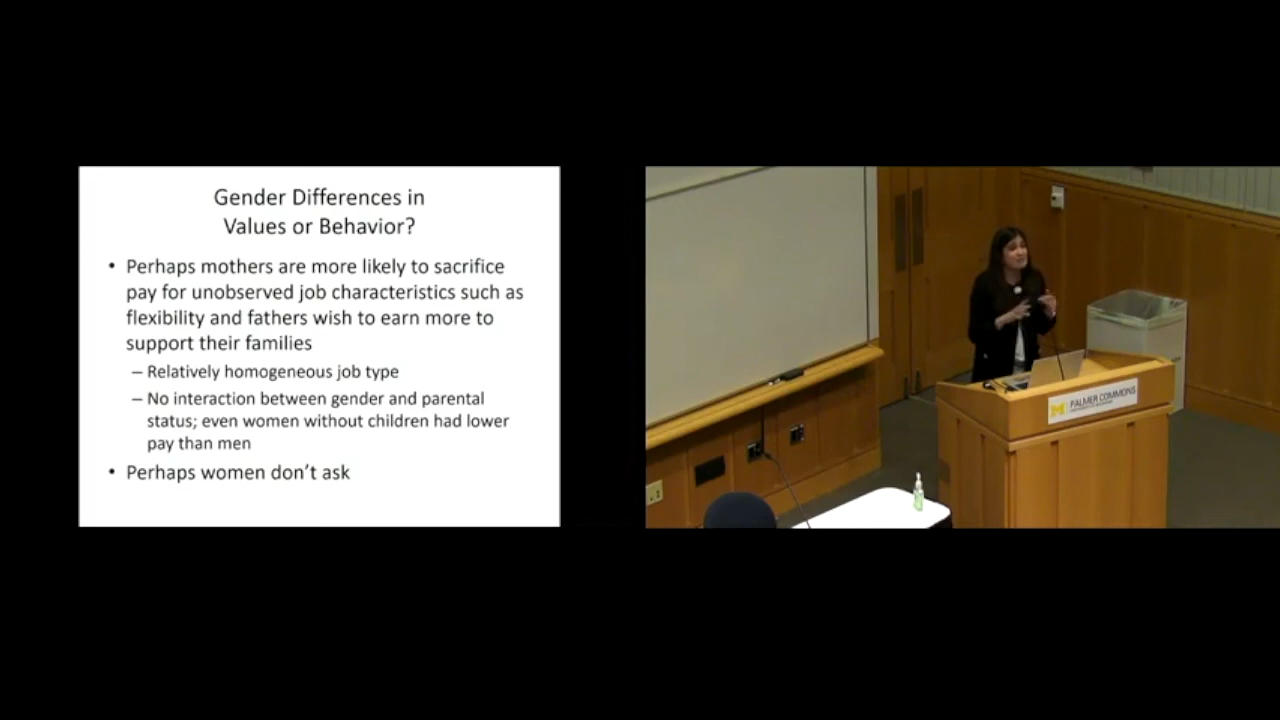 Gender Differences in
Values or Behavior?
• Perhaps mothers are more likely to sacrifice
pay for unobserved job characteristics such as
flexibility and fathers wish to earn more to
support their families
– Relatively homogeneous job type
– No interaction between gender and parental
status; even women without children had lower
pay than men
• Perhaps women don't ask
M PALMER COMMONS